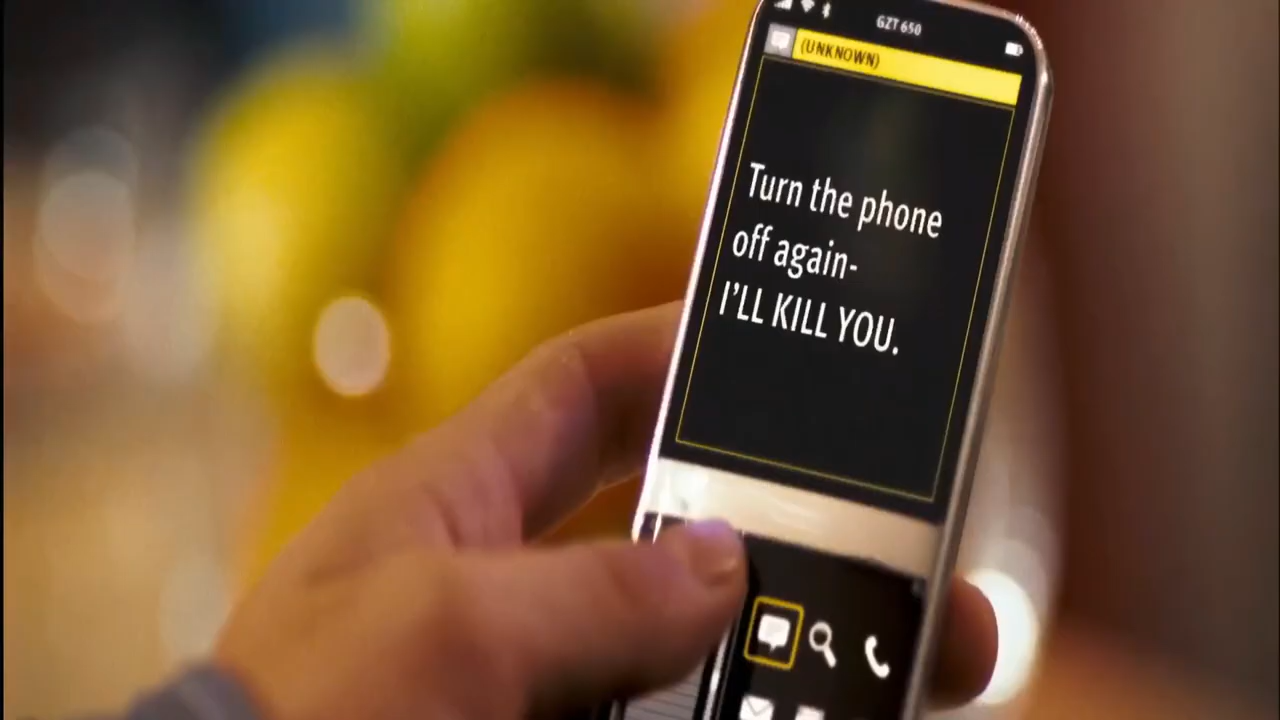 GZT 650
(UNKNOWN)
Turn the phone
off again-
I'LL KILL YOU.